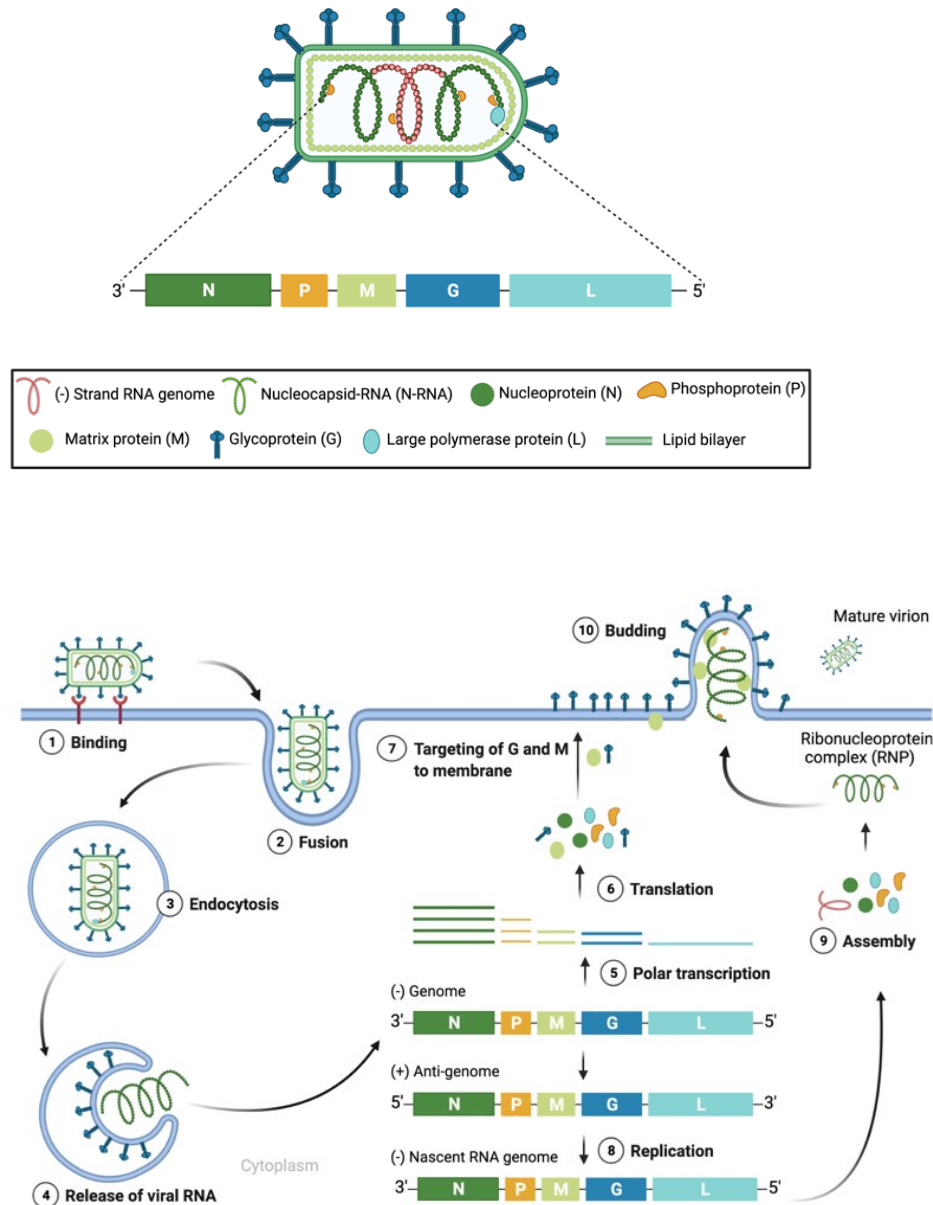 3' N P M G L 5'
(-) Strand RNA genome Nucleocapsid-RNA (N-RNA) Nucleoprotein (N) Phosphoprotein (P)
Matrix protein (M) Glycoprotein (G) Large polymerase protein (L) Lipid bilayer
10 Budding
Mature virion
1 Binding
7 Targeting of G and M
to membrane
Ribonucleoprotein
complex (RNP)
2 Fusion
3 Endocytosis
6 Translation
9 Assembly
5 Polar transcription
(-) Genome
3' N P M G L 5'
(+) Anti-genome
5' N P M G L 3'
8 Replication
(-) Nascent RNA genome
3' N P M G L 5'
Cytoplasm
4 Release of viral RNA